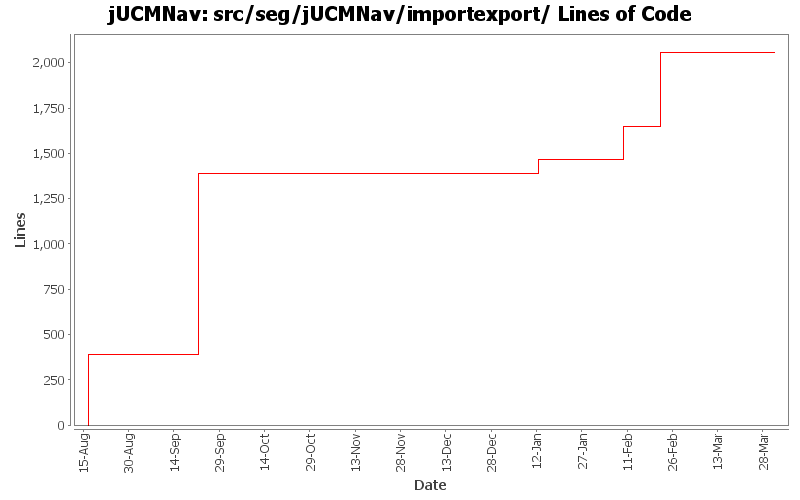 jUCMNav: src/seg/jUCMNav/importexport/ Lines of Code
Lines
2,000
1,750
1,500
1,250
1,000
750
500
250
0
15-Aug
30-Aug
14-Sep
29-Sep
14-Oct
29-Oct
13-Nov
28-Nov
13-Dec
28-Dec
12-Jan
27-Jan
11-Feb
26-Feb
13-Mar
28-Mar
Date